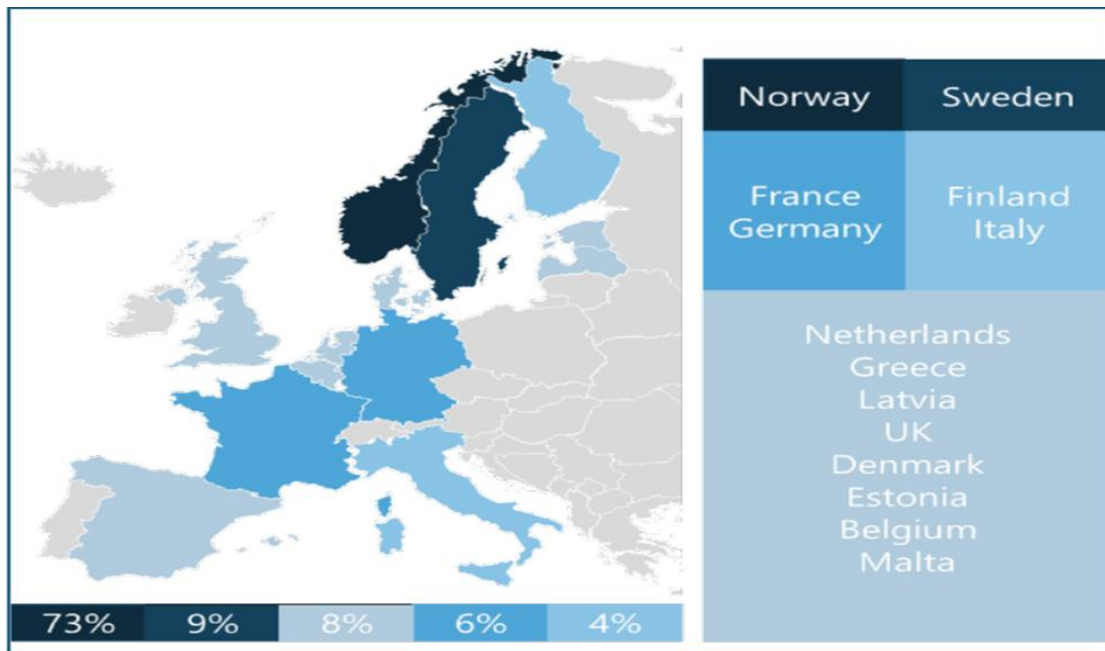 Norway
Sweden
France
Germany
Finland
Italy
Netherlands
Greece
Latvia
UK
Denmark
Estonia
Belgium
Malta
73%
9%
8%
6%
4%